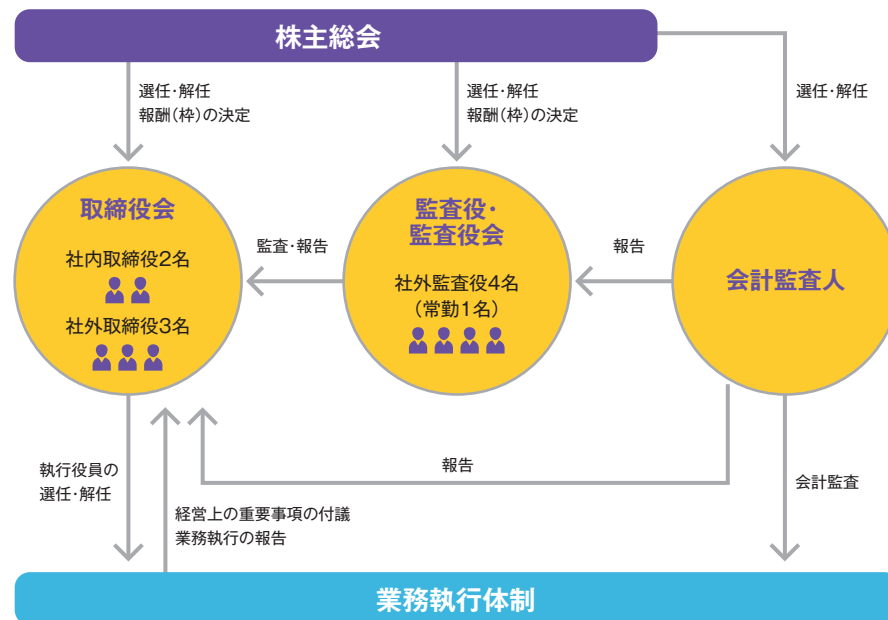 株主総会
選任・解任
報酬（枠）の決定
選任・解任
報酬（枠）の決定
選任・解任
取締役会
社内取締役2名
社外取締役3名
監査・報告
監査役・
監査役会
社外監査役4名
（常勤1名）
報告
会計監査人
執行役員の
選任・解任
経営上の重要事項の付議
業務執行の報告
報告
会計監査
業務執行体制